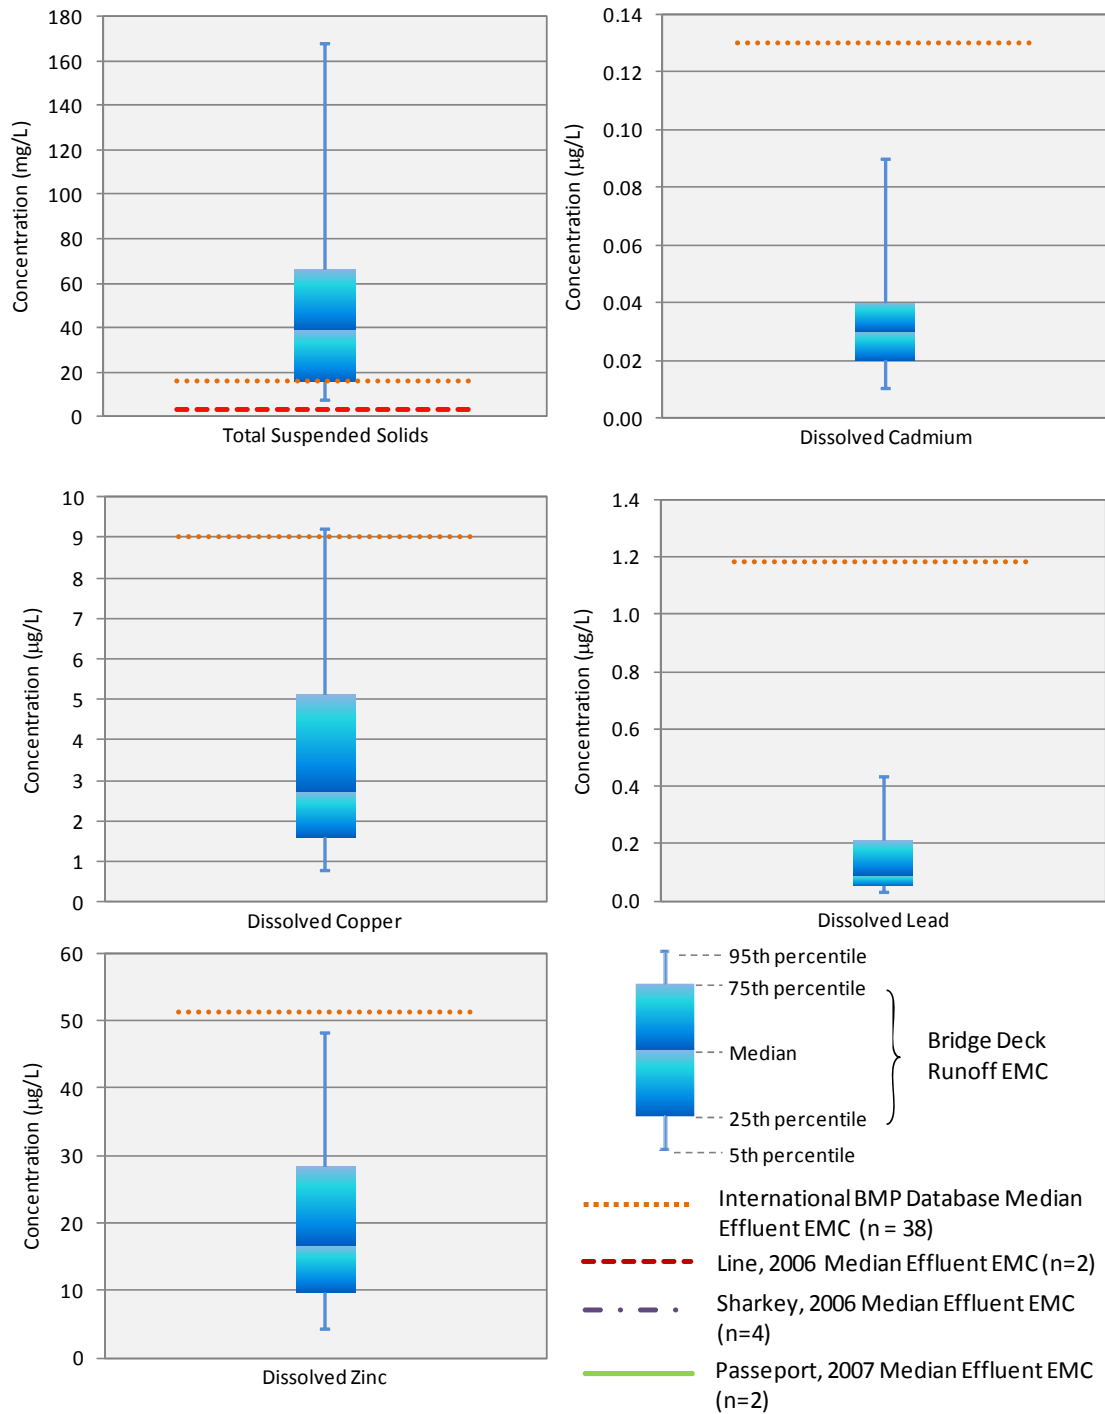 180
160
140
120
100
80
60
40
20
0
Concentration (mg/L)
Total Suspended Solids
0.14
0.12
0.10
0.08
0.06
0.04
0.02
0.00
Concentration (µg/L)
Dissolved Cadmium
10
9
8
7
6
5
4
3
2
1
0
Concentration (µg/L)
Dissolved Copper
1.4
1.2
1.0
0.8
0.6
0.4
0.2
0.0
Concentration (µg/L)
Dissolved Lead
60
50
40
30
20
10
0
Concentration (µg/L)
Dissolved Zinc
95th percentile
75th percentile
Median
25th percentile
5th percentile
Bridge Deck
Runoff EMC
International BMP Database Median
Effluent EMC (n = 38)
Line, 2006 Median Effluent EMC (n=2)
Sharkey, 2006 Median Effluent EMC
(n=4)
Passeport, 2007 Median Effluent EMC
(n=2)